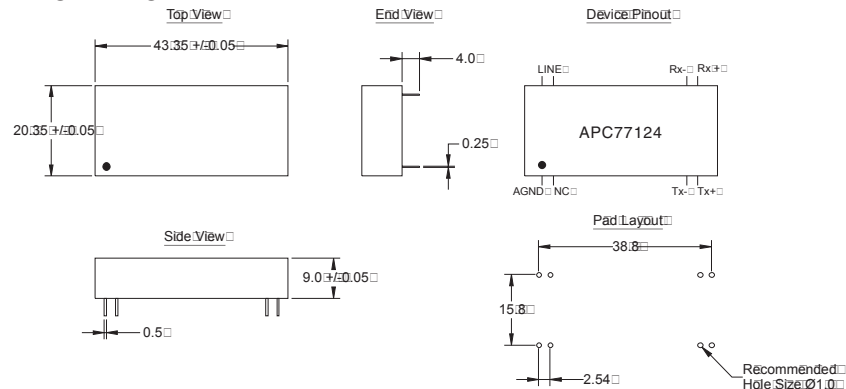 Top View
End View
Device Pinout
43.35 +/-0.05
4.0
LINE
Rx-
Rx+
20.35 +/-0.05
APC77124
0.25
AGND
NC
Tx-
Tx+
Pad Layout
Side View
38.8
9.0 +/-0.05
15.8
0.5
2.54
Recommended
Hole Size Ø1.0